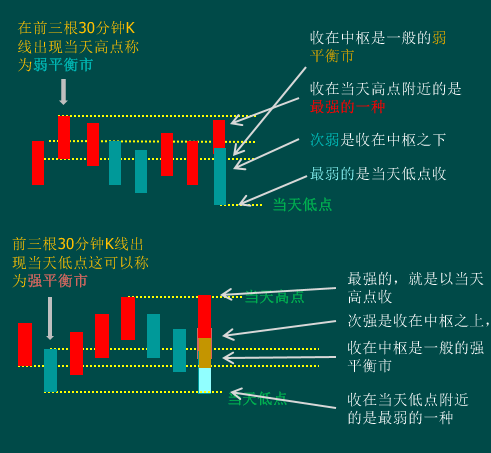 在前三根30分钟K
线出现当天高点称
为弱平衡市
收在中枢是一般的弱
平衡市
收在当天高点附近的是
最强的一种
次弱是收在中枢之下
最弱的是当天低点收
当天低点
前三根30分钟K线出
现当天低点这可以称
为强平衡市
当天高点
最强的，就是以当天
高点收
次强是收在中枢之上，
收在中枢是一般的强
平衡市
当天低点
收在当天低点附近
的是最弱的一种